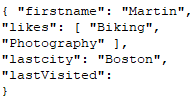 { "firstname": "Martin",
"likes": [ "Biking",
"Photography" ],
"lastcity": "Boston",
"lastVisited":
}